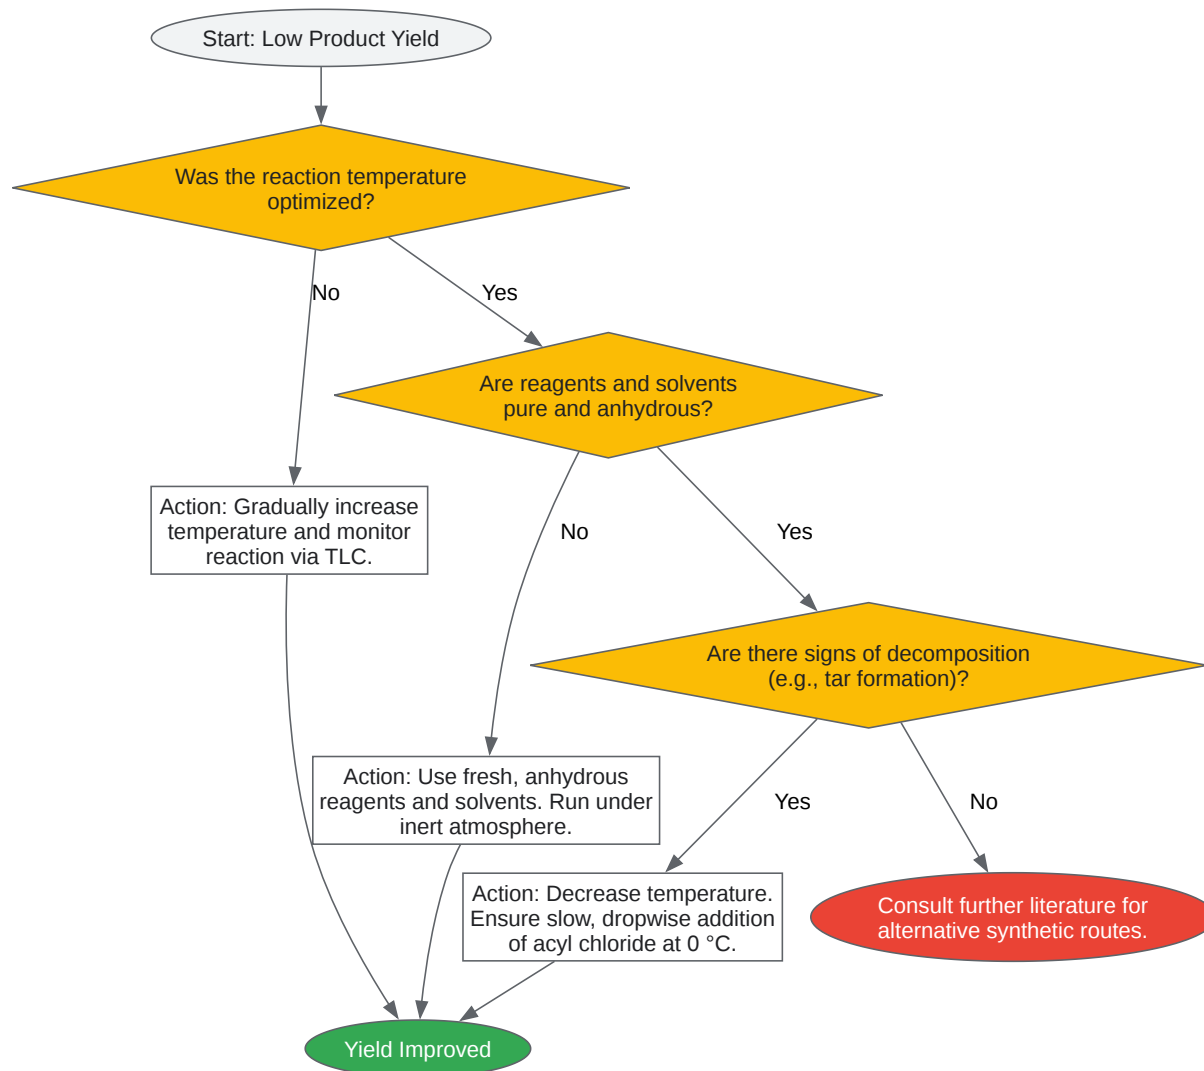 Start: Low Product Yield
Was the reaction temperature
optimized?
No
Yes
Are reagents and solvents
pure and anhydrous?
Action: Gradually increase
temperature and monitor
reaction via TLC.
No
Yes
Are there signs of decomposition
(e.g., tar formation)?
Action: Use fresh, anhydrous
reagents and solvents. Run under
inert atmosphere.
Yes
No
Action: Decrease temperature.
Ensure slow, dropwise addition
of acyl chloride at 0 °C.
Consult further literature for
alternative synthetic routes.
Yield Improved